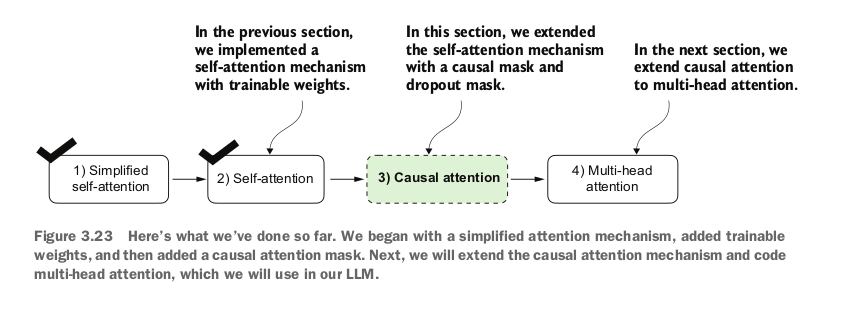 In the previous section,
we implemented a
self-attention mechanism
with trainable weights.
In this section, we extended
the self-attention mechanism
with a causal mask and
dropout mask.
In the next section, we
extend causal attention
to multi-head attention.
1) Simplified
self-attention
2) Self-attention
3) Causal attention
4) Multi-head
attention
Figure 3.23 Here’s what we’ve done so far. We began with a simplified attention mechanism, added trainable
weights, and then added a causal attention mask. Next, we will extend the causal attention mechanism and code
multi-head attention, which we will use in our LLM.